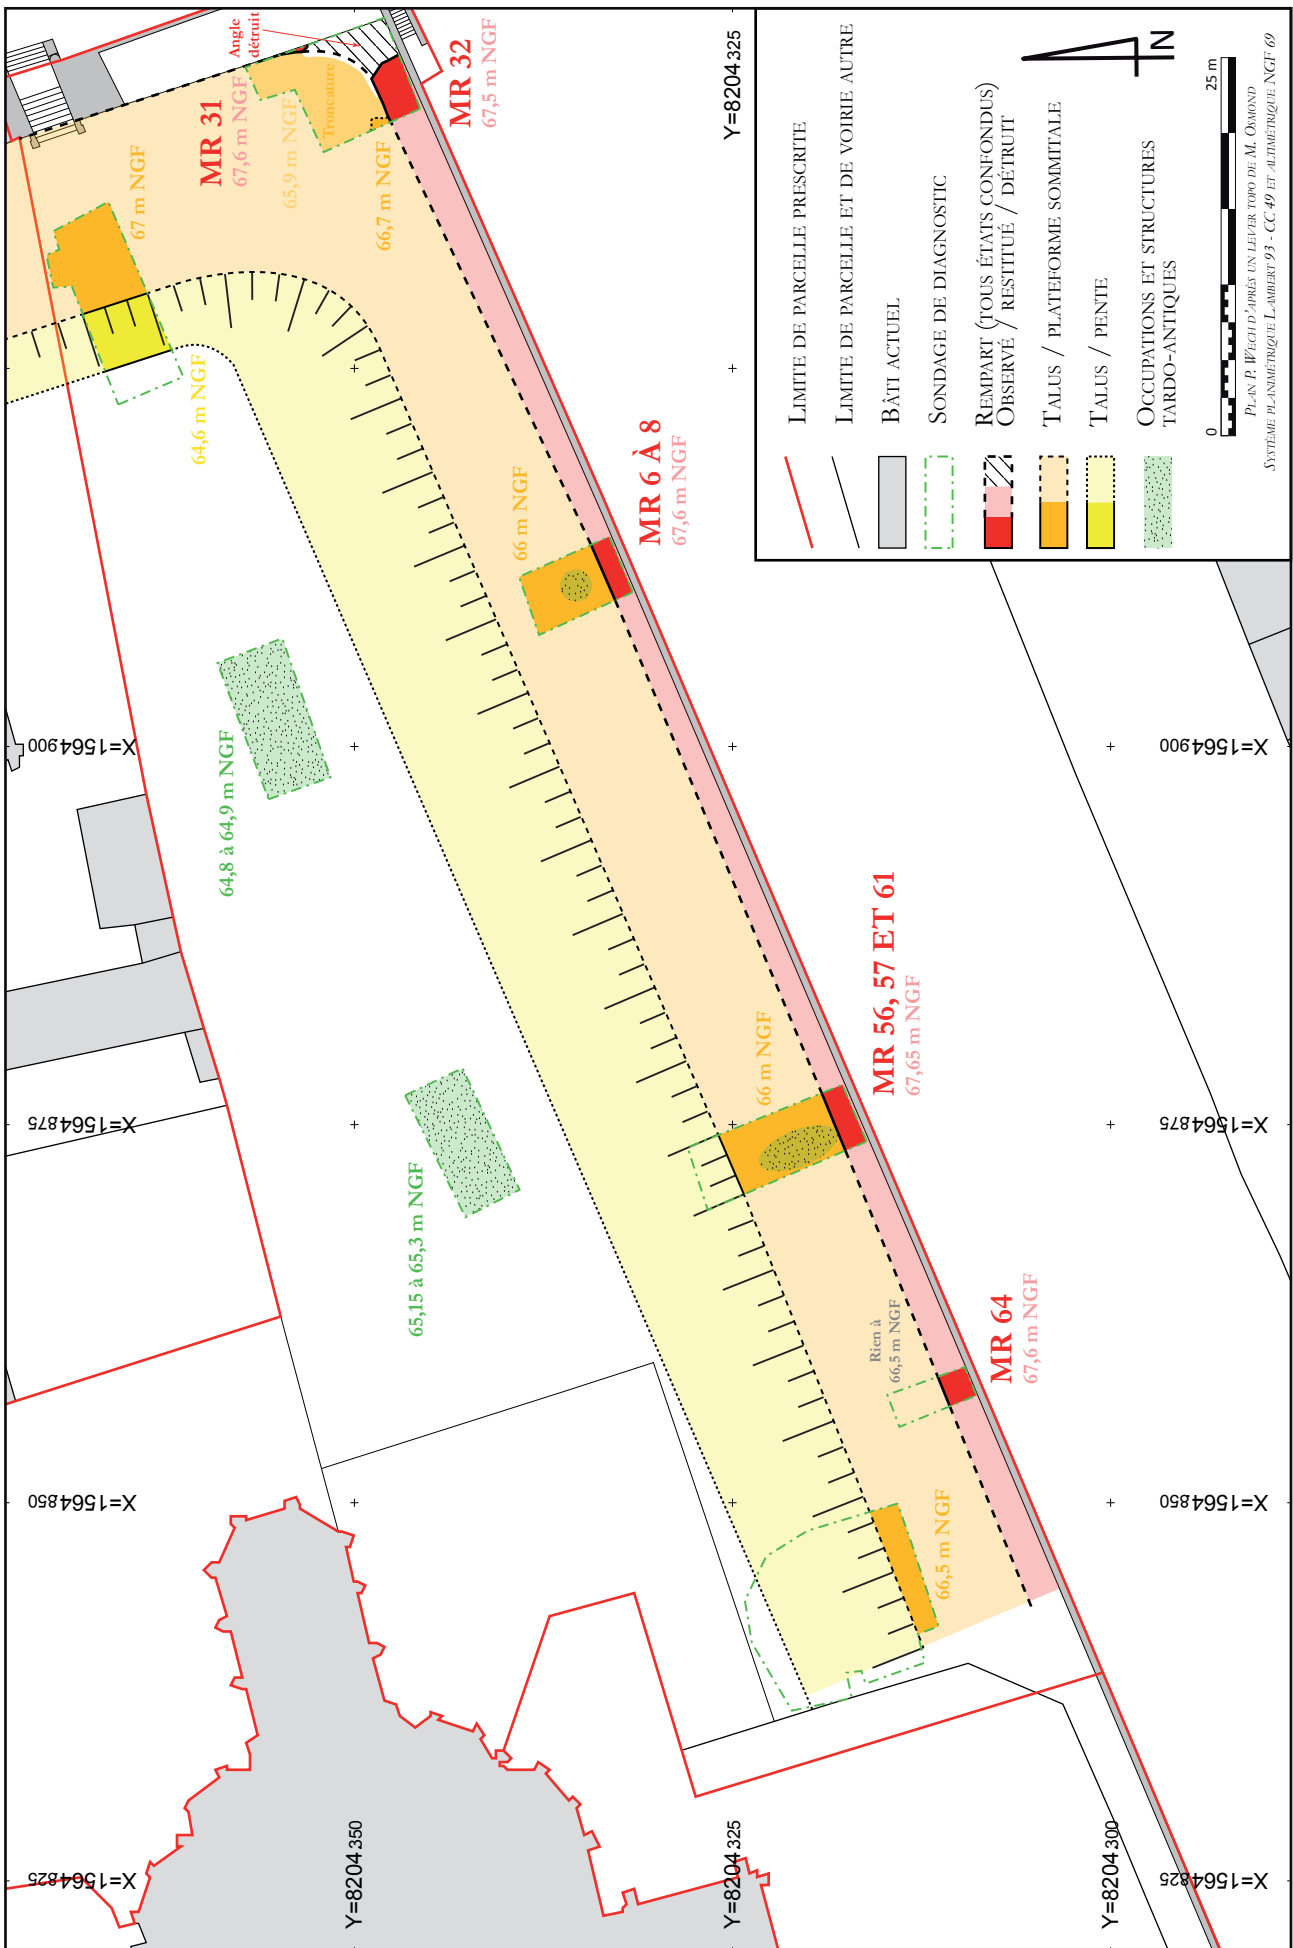 Angle
détruit
Troncature
MR 31
67,6 m NGF
65,9 m NGF
MR 32
67,5 m NGF
66,7 m NGF
67 m NGF
64,6 m NGF
66 m NGF
MR 6 À 8
67,6 m NGF
64,8 à 64,9 m NGF
65,15 à 65,3 m NGF
66 m NGF
MR 56, 57 ET 61
67,65 m NGF
Rien à
66,5 m NGF
MR 64
67,6 m NGF
66,5 m NGF
X=1564900
X=1564875
X=1564850
X=1564825
X=1564900
X=1564875
X=1564850
X=1564825
Y=8204350
Y=8204325
Y=8204300
Y=8204325
LIMITE DE PARCELLE PRESCRITE
LIMITE DE PARCELLE ET DE VOIRIE AUTRE
BÂTI ACTUEL
SONDAGE DE DIAGNOSTIC
REMPART (TOUS ÉTATS CONFONDUS)
OBSERVÉ / RESTITUÉ / DÉTRUIT
TALUS / PLATEFORME SOMMITALE
TALUS / PENTE
OCCUPATIONS ET STRUCTURES
TARDO-ANTIQUES
N
0
25 m
PLAN P. WECH D'APRÈS UN LEVER TOPO DE M. OSMOND
SYSTÈME PLANIMÉTRIQUE LAMBERT 93 - CC 49 ET ALTIMÉTRIQUE NGF 69